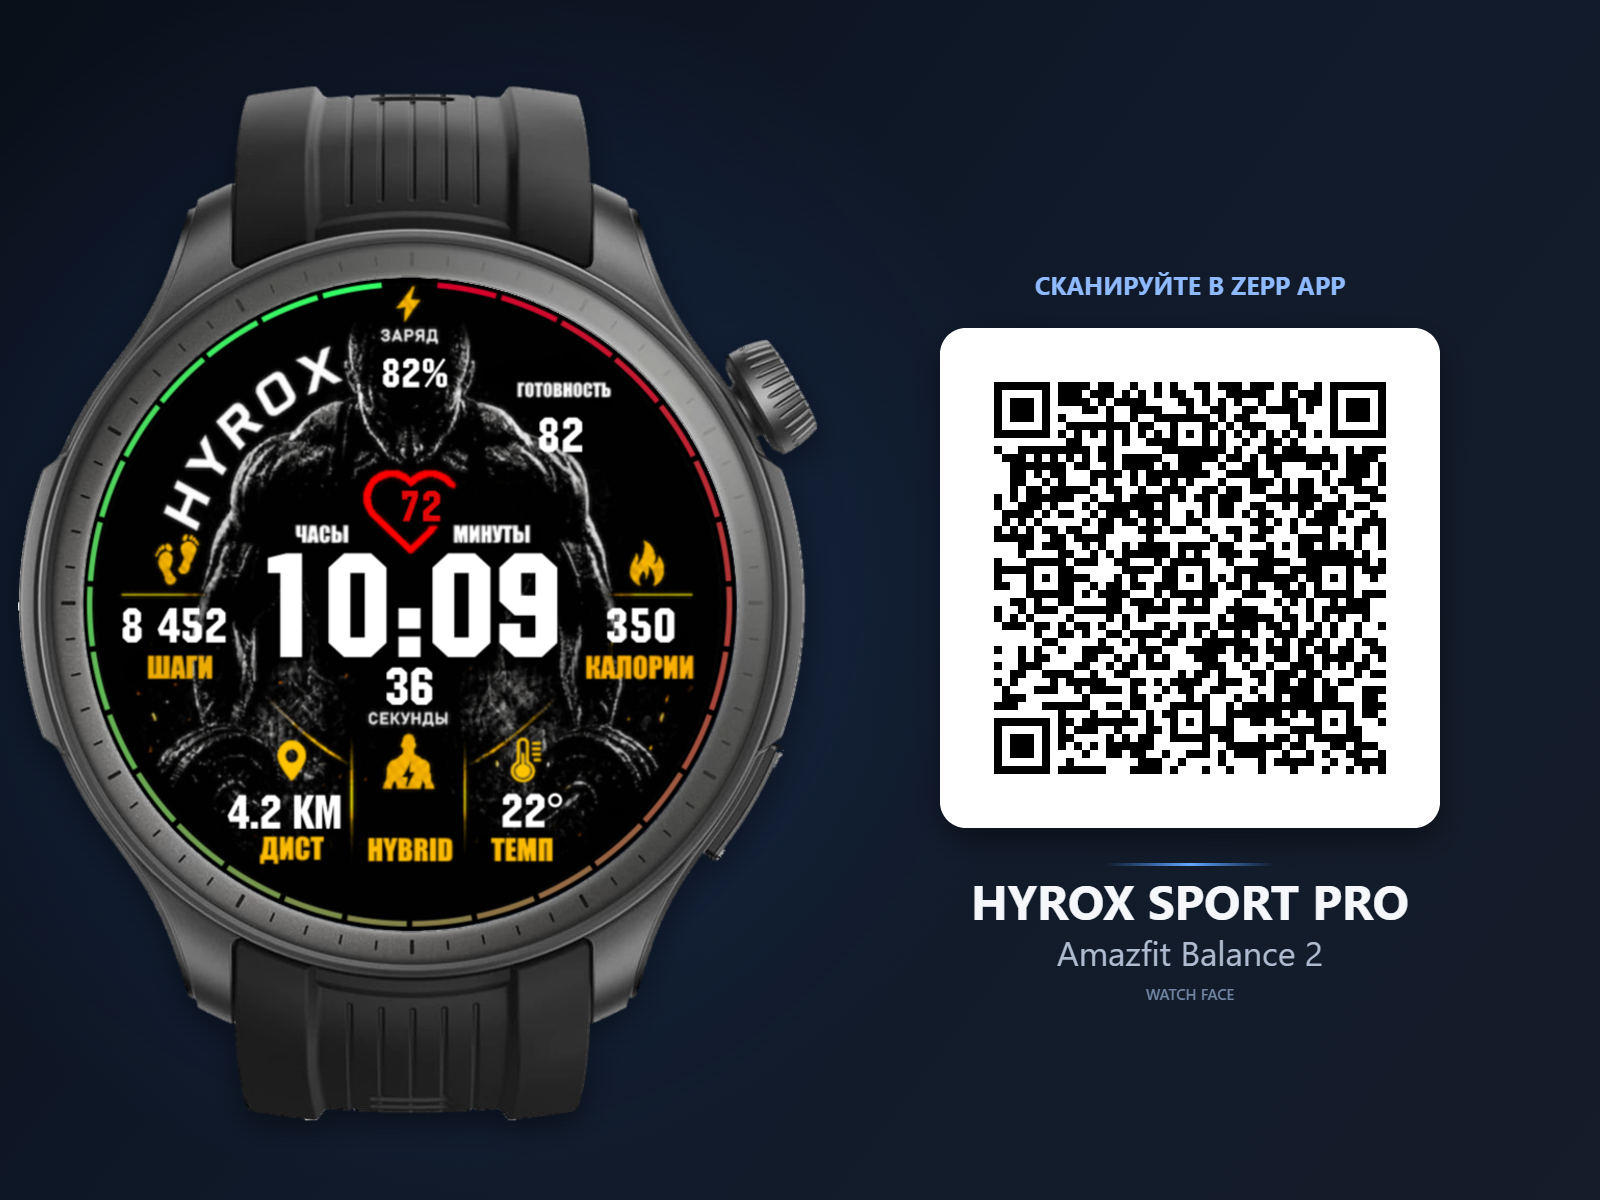 ЗАРЯД
82%
HYROX
ГОТОВНОСТЬ
82
72
ЧАСЫ
МИНУТЫ
10:09
8 452
ШАГИ
350
КАЛОРИИ
36
СЕКУНДЫ
4.2 КМ
ДИСТ
HYBRID
22°
ТЕМП
СКАНИРУЙТЕ В ZEPP APP
HYROX SPORT PRO
Amazfit Balance 2
WATCH FACE